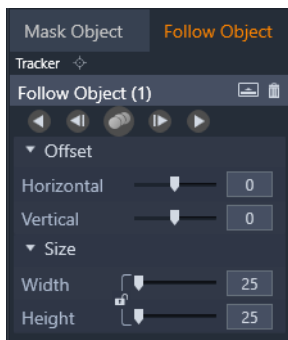 Mask Object Follow Object
Tracker
Follow Object (1)
Offset
Horizontal 0
Vertical 0
Size
Width 25
Height 25